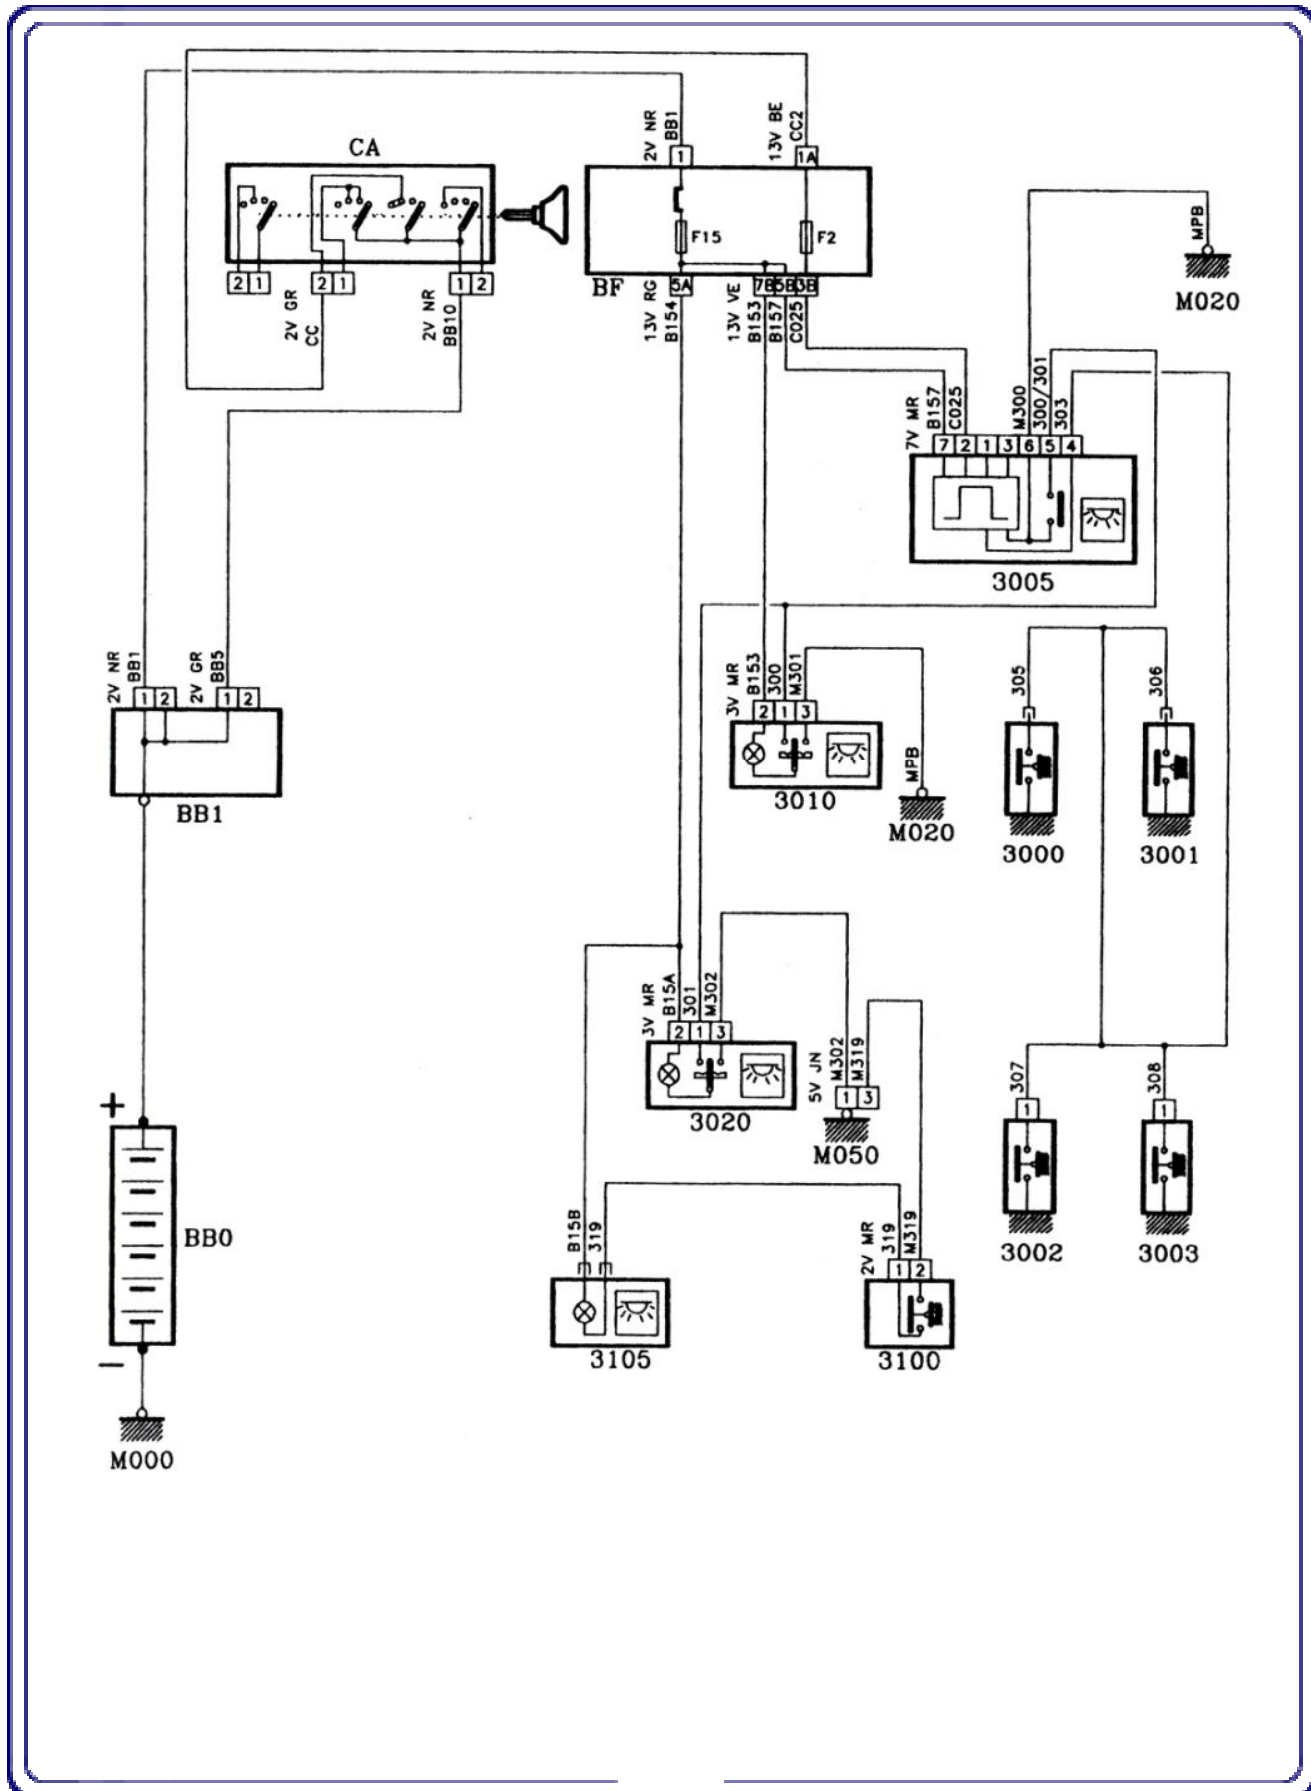 CA
2V NR
BB1
13V BE
CC2
1
1A
F15
F2
BF
5A
7B
5B
3B
2
1
2
1
1
2
2V GR
CC
2V NR
BB10
13V RG
B154
13V VE
B153
B157
C025
MPB
M020
7V MR
B157
C025
M300
300/301
303
7
2
1
3
6
5
4
3005
2V NR
BB1
2V GR
BB5
1
2
1
2
BB1
3V MR
B153
300
M301
2
1
3
3010
MPB
M020
305
306
3000
3001
3V MR
B15A
301
M302
2
1
3
3020
5V JN
M302
M319
1
3
M050
307
308
1
1
3002
3003
+
BB0
−
M000
B15B
319
3105
2V MR
319
M319
1
2
3100